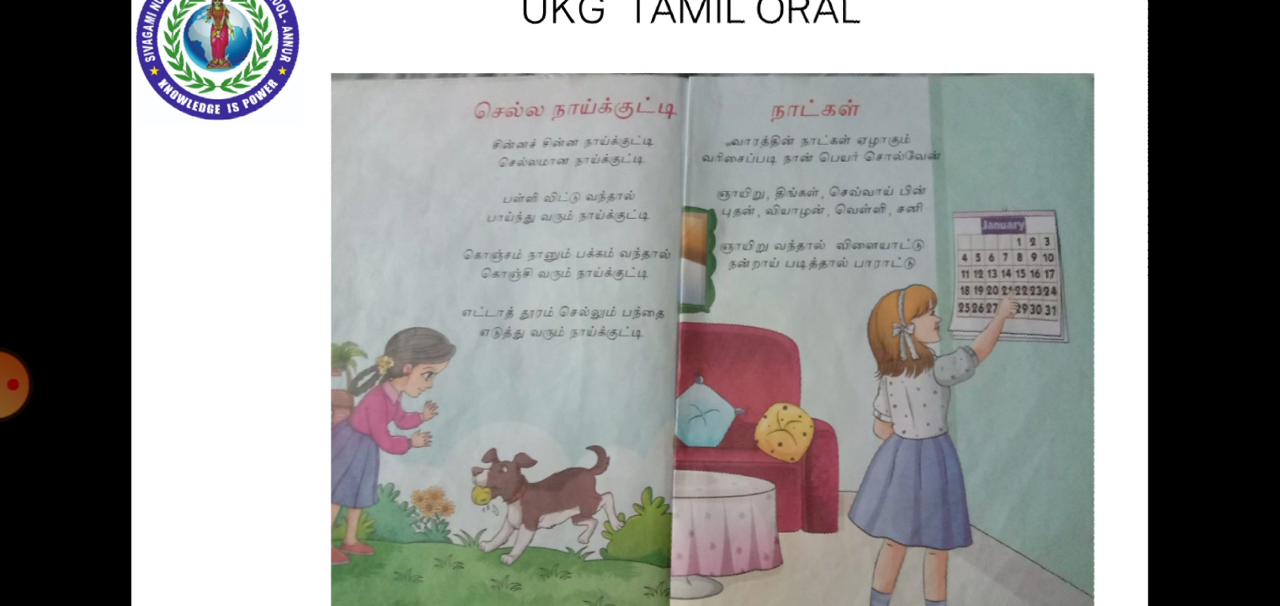 UKG TAMIL ORAL
SIVAGAMI
ANNUR
KNOWLEDGE IS POWER
செல்ல நாய்க்குட்டி
சின்னச் சின்ன நாய்க்குட்டி
செல்லமான நாய்க்குட்டி
பள்ளி விட்டு வந்தால்
பாய்ந்து வரும் நாய்க்குட்டி
கொஞ்சம் நானும் பக்கம் வந்தால்
கொஞ்சி வரும் நாய்க்குட்டி
எட்டாத் தூரம் செல்லும் பந்தை
எடுத்து வரும் நாய்க்குட்டி
நாட்கள்
வாரத்தின் நாட்கள் ஏழாகும்
வரிசைப்படி நான் பெயர் சொல்வேன்
ஞாயிறு, திங்கள், செவ்வாய் பின்
புதன், வியாழன், வெள்ளி, சனி
ஞாயிறு வந்தால் விளையாட்டு
நன்றாய் படித்தால் பாராட்டு
January
1 2 3
4 5 6 7 8 9 10
11 12 13 14 15 16 17
18 19 20 21 22 23 24
25 26 27 29 30 31